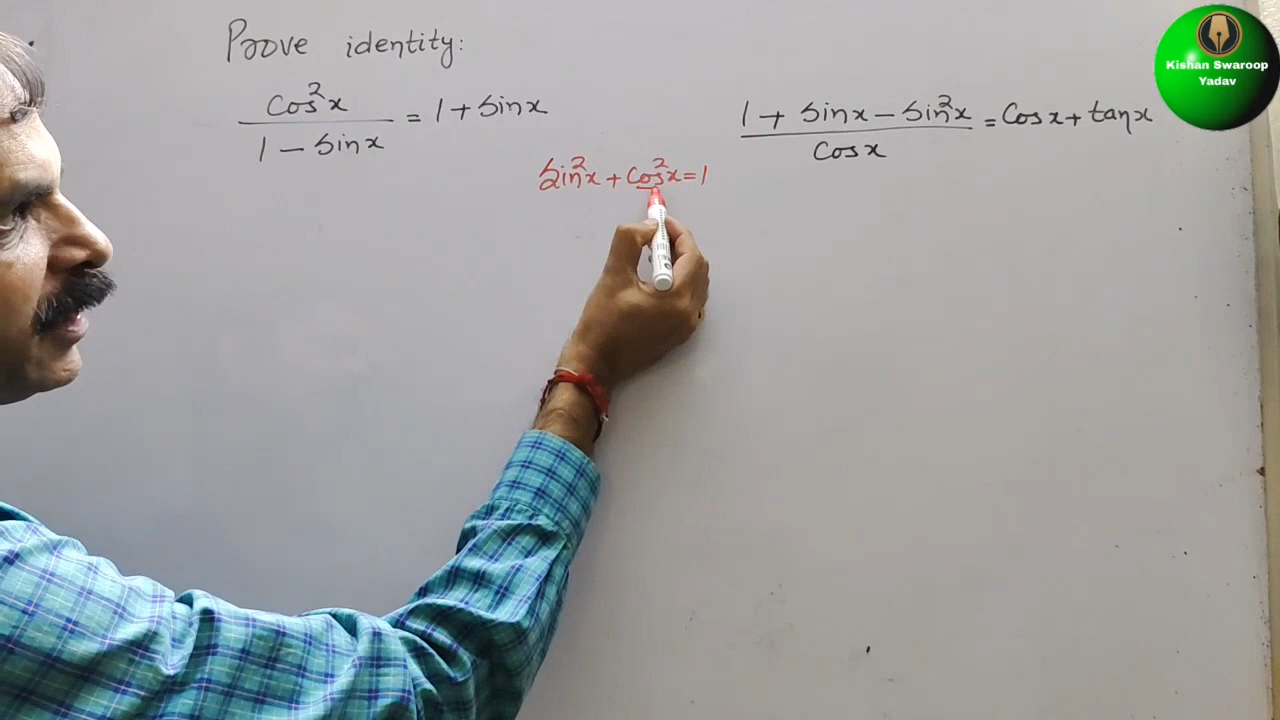 Prove identity:
cos²x / 1 - sinx = 1 + sinx
1 + sinx - sin²x / cosx = cosx + tanx
sin²x + cos²x = 1
Kishan Swaroop
Yadav